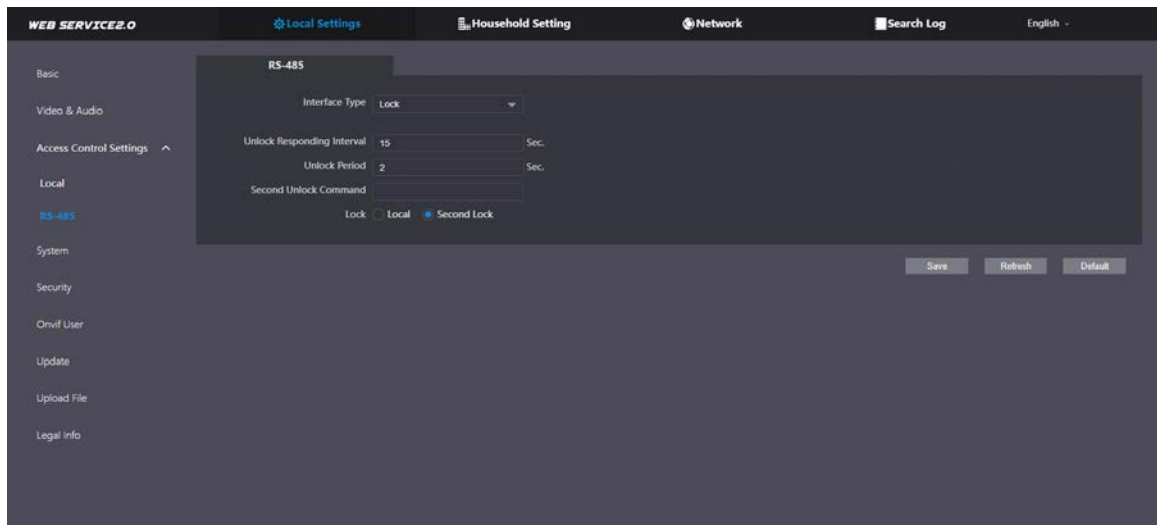 WEB SERVICE2.0
Local Settings
Household Setting
Network
Search Log
English
Basic
Video & Audio
Access Control Settings
Local
RS-485
System
Security
Onvif User
Update
Upload File
Legal info
RS-485
Interface Type Lock
Unlock Responding Interval 15 Sec.
Unlock Period 2 Sec.
Second Unlock Command
Lock Local Second Lock
Save Refresh Default